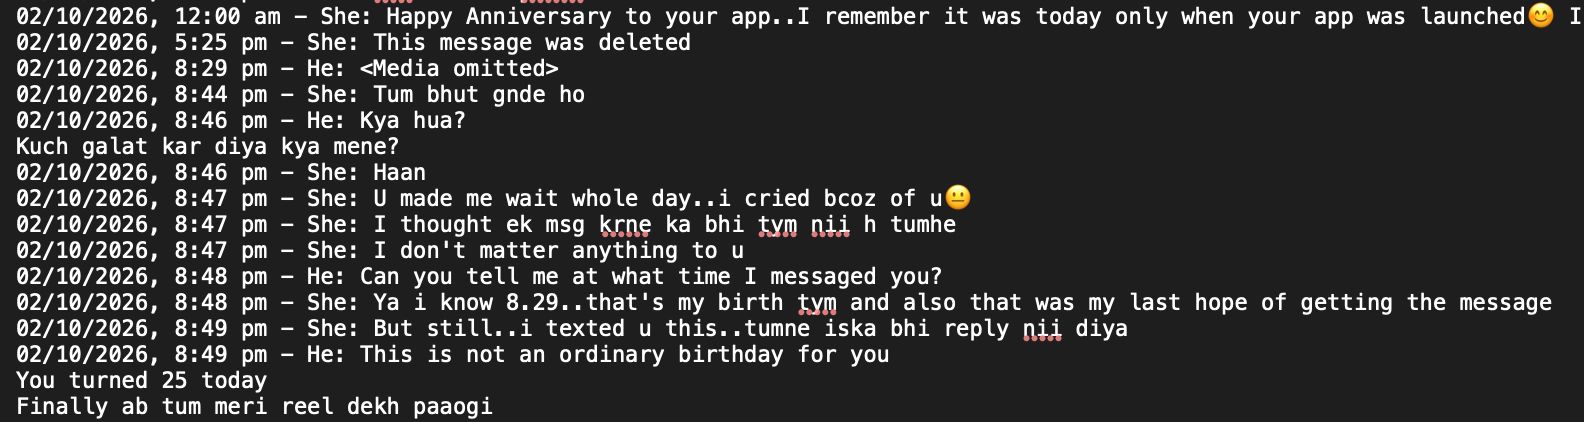 02/10/2026, 12:00 am – She: Happy Anniversary to your app..I remember it was today only when your app was launched😊 I
02/10/2026, 5:25 pm – She: This message was deleted
02/10/2026, 8:29 pm – He: <Media omitted>
02/10/2026, 8:44 pm – She: Tum bhut gnde ho
02/10/2026, 8:46 pm – He: Kya hua?
Kuch galat kar diya kya mene?
02/10/2026, 8:46 pm – She: Haan
02/10/2026, 8:47 pm – She: U made me wait whole day..i cried bcoz of u😐
02/10/2026, 8:47 pm – She: I thought ek msg krne ka bhi tym nii h tumhe
02/10/2026, 8:47 pm – She: I don't matter anything to u
02/10/2026, 8:48 pm – He: Can you tell me at what time I messaged you?
02/10/2026, 8:48 pm – She: Ya i know 8.29..that's my birth tym and also that was my last hope of getting the message
02/10/2026, 8:49 pm – She: But still..i texted u this..tumne iska bhi reply nii diya
02/10/2026, 8:49 pm – He: This is not an ordinary birthday for you
You turned 25 today
Finally ab tum meri reel dekh paaogi